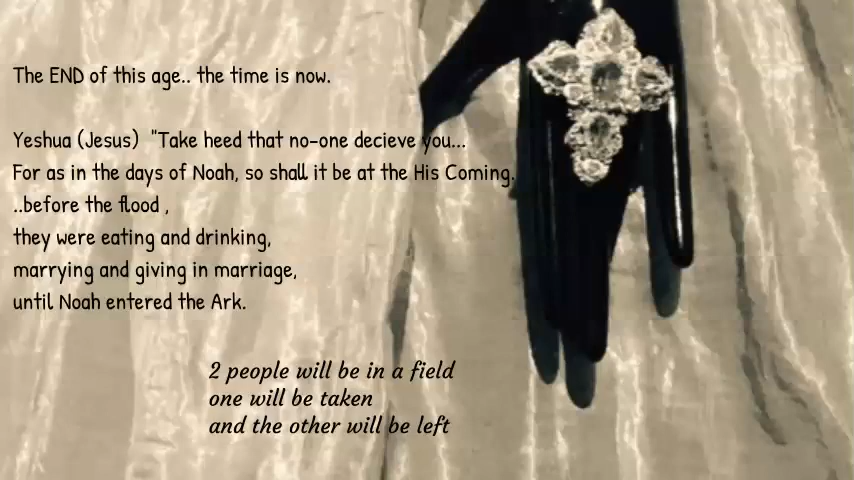 The END of this age.. the time is now.
Yeshua (Jesus) "Take heed that no-one decieve you...
For as in the days of Noah, so shall it be at the His Coming.
..before the flood ,
they were eating and drinking,
marrying and giving in marriage,
until Noah entered the Ark.
2 people will be in a field
one will be taken
and the other will be left